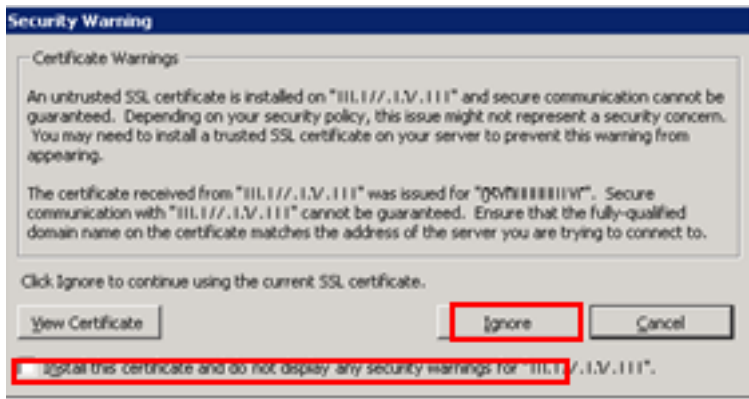 Security Warning
Certificate Warnings
An untrusted SSL certificate is installed on and secure communication cannot be
guaranteed. Depending on your security policy, this issue might not represent a security concern.
You may need to install a trusted SSL certificate on your server to prevent this warning from
appearing.
The certificate received from was issued for Secure
communication with cannot be guaranteed. Ensure that the fully-qualified
domain name on the certificate matches the address of the server you are trying to connect to.
Click Ignore to continue using the current SSL certificate.
View Certificate
Ignore
Cancel
Install this certificate and do not display any security warnings for